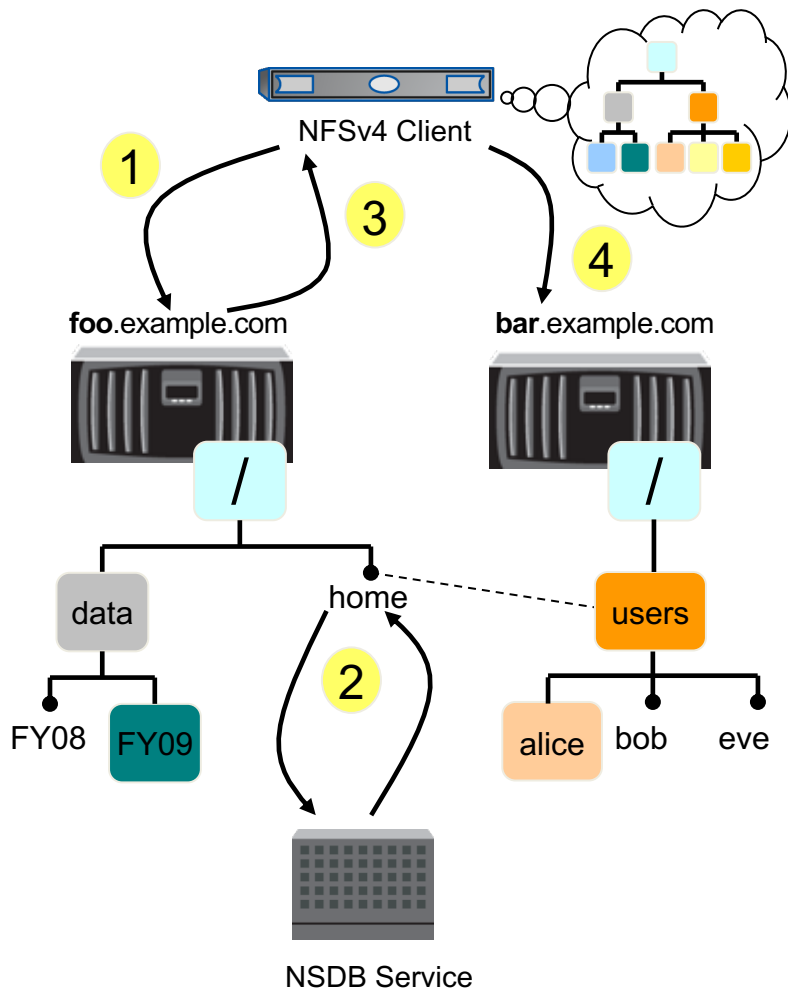 NFSv4 Client
1
3
4
foo.example.com
bar.example.com
/
/
data
home
users
2
FY08
FY09
alice
bob
eve
NSDB Service